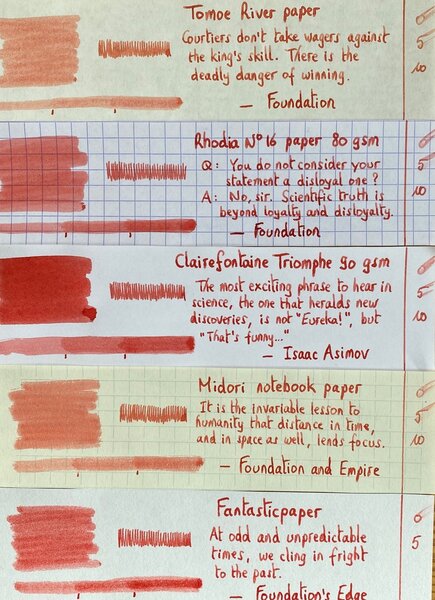 Tomoe River paper
Courtiers don't take wagers against
the king's skill. There is the
deadly danger of winning.
— Foundation
5
10
Rhodia N° 16 paper 80 gsm
Q: You do not consider your
statement a disloyal one?
A: No, sir. Scientific truth is
beyond loyalty and disloyalty.
— Foundation
5
10
Clairefontaine Triomphe 90 gsm
The most exciting phrase to hear in
science, the one that heralds new
discoveries, is not "Eureka!", but
"That's funny..."
— Isaac Asimov
5
10
Midori notebook paper
It is the invariable lesson to
humanity that distance in time,
and in space as well, lends focus.
— Foundation and Empire
5
10
Fantasticpaper
At odd and unpredictable
times, we cling in fright
to the past.
— Foundation's Edge
5